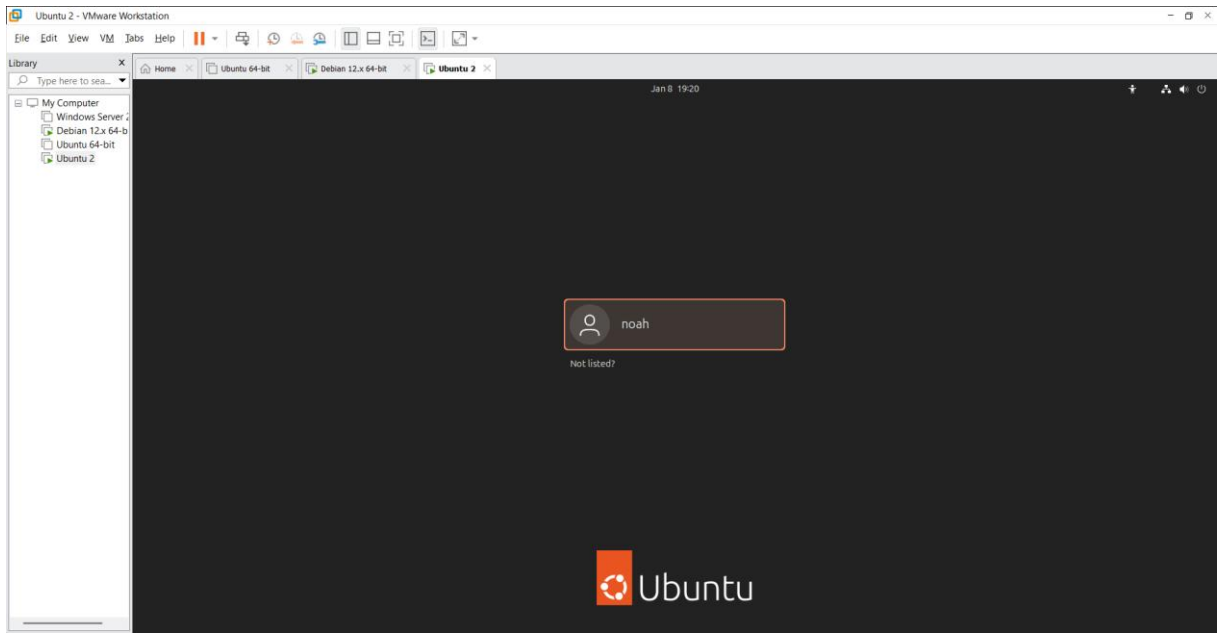 Ubuntu 2 - VMware Workstation
File Edit View VM Tabs Help
Library
Type here to sea...
My Computer
Windows Server 2
Debian 12.x 64-b
Ubuntu 64-bit
Ubuntu 2
Home
Ubuntu 64-bit
Debian 12.x 64-bit
Ubuntu 2
Jan 8 19:20
noah
Not listed?
Ubuntu